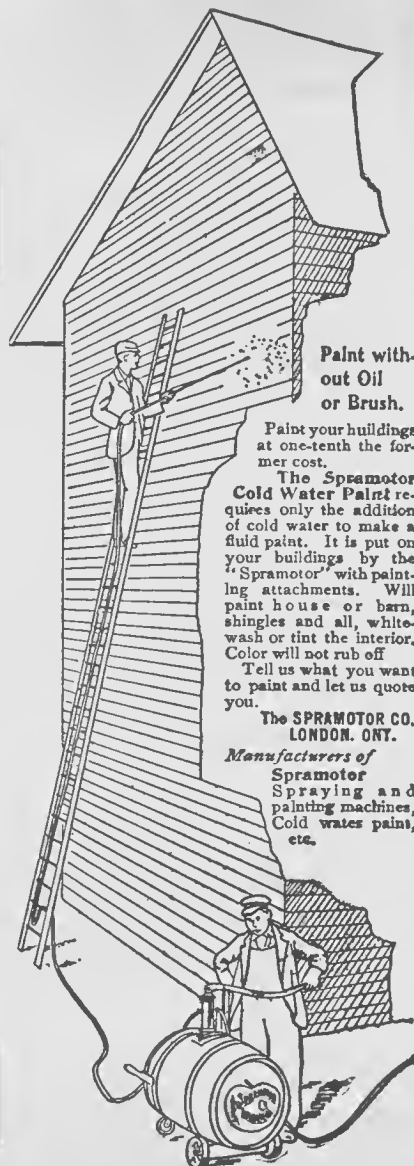 Paint with-
out Oil
or Brush.
Paint your buildings
at one-tenth the for-
mer cost.
The Spramotor
Cold Water Paint re-
quires only the addition
of cold water to make a
fluid paint. It is put on
your buildings by the
"Spramotor" with paint-
ing attachments. Will
paint house or barn,
shingles and all, white-
wash or tint the interior.
Color will not rub off
Tell us what you want
to paint and let us quote
you.
The SPRAMOTOR CO.
LONDON. ONT.
Manufacturers of
Spramotor
Spraying and
painting machines,
Cold water paint,
etc.